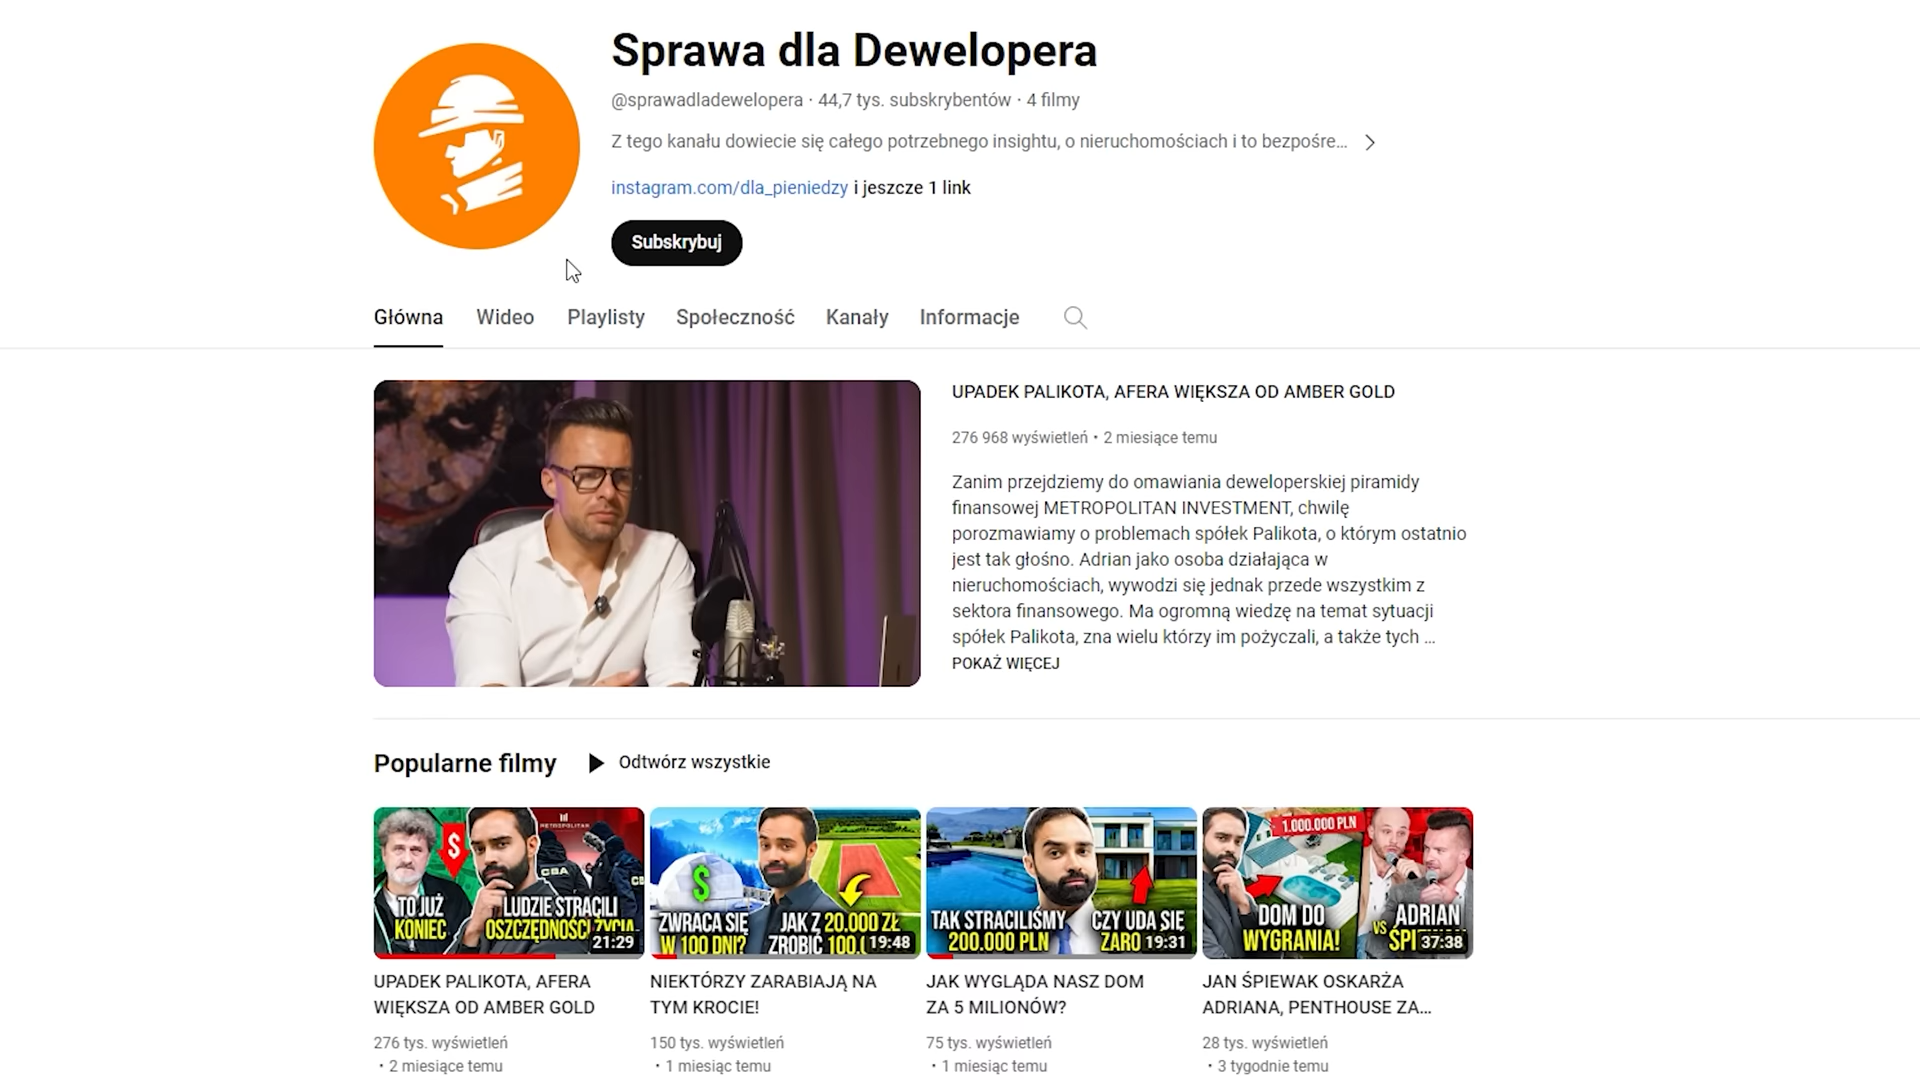 Sprawa dla Dewelopera
@sprawadladewelopera · 44,7 tys. subskrybentów · 4 filmy
Z tego kanału dowiecie się całego potrzebnego insightu, o nieruchomościach i to bezpośre...
instagram.com/dla_pieniedzy i jeszcze 1 link
Subskrybuj
Główna Wideo Playlisty Społeczność Kanały Informacje
UPADEK PALIKOTA, AFERA WIĘKSZA OD AMBER GOLD
276 968 wyświetleń • 2 miesiące temu
Zanim przejdziemy do omawiania deweloperskiej piramidy
finansowej METROPOLITAN INVESTMENT, chwilę
porozmawiamy o problemach spółek Palikota, o którym ostatnio
jest tak głośno. Adrian jako osoba działająca w
nieruchomościach, wywodzi się jednak przede wszystkim z
sektora finansowego. Ma ogromną wiedzę na temat sytuacji
spółek Palikota, zna wielu którzy im pożyczali, a także tych ...
POKAŻ WIĘCEJ
Popularne filmy
Odtwórz wszystkie
METROPOLITAN
$
CBA
CB
TO JUŻ
KONIEC
LUDZIE STRACILI
OSZCZĘDNOŚCI ŻYCIA
21:29
$
ZWRACA SIĘ
W 100 DNI?
JAK Z 20.000 ZŁ
ZROBIĆ 100.
19:48
TAK STRACILIŚMY
200.000 PLN
CZY UDA SIĘ
ZARO
19:31
1.000.000 PLN
DOM DO
WYGRANIA!
VS
ADRIAN
ŚPI
37:38
UPADEK PALIKOTA, AFERA
WIĘKSZA OD AMBER GOLD
276 tys. wyświetleń
• 2 miesiące temu
NIEKTÓRZY ZARABIAJĄ NA
TYM KROCIE!
150 tys. wyświetleń
• 1 miesiąc temu
JAK WYGLĄDA NASZ DOM
ZA 5 MILIONÓW?
75 tys. wyświetleń
• 1 miesiąc temu
JAN ŚPIEWAK OSKARŻA
ADRIANA, PENTHOUSE ZA...
28 tys. wyświetleń
• 3 tygodnie temu